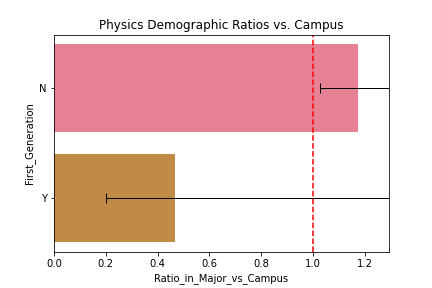 Physics Demographic Ratios vs. Campus
First_Generation
N
Y
0.0 0.2 0.4 0.6 0.8 1.0 1.2
Ratio_in_Major_vs_Campus